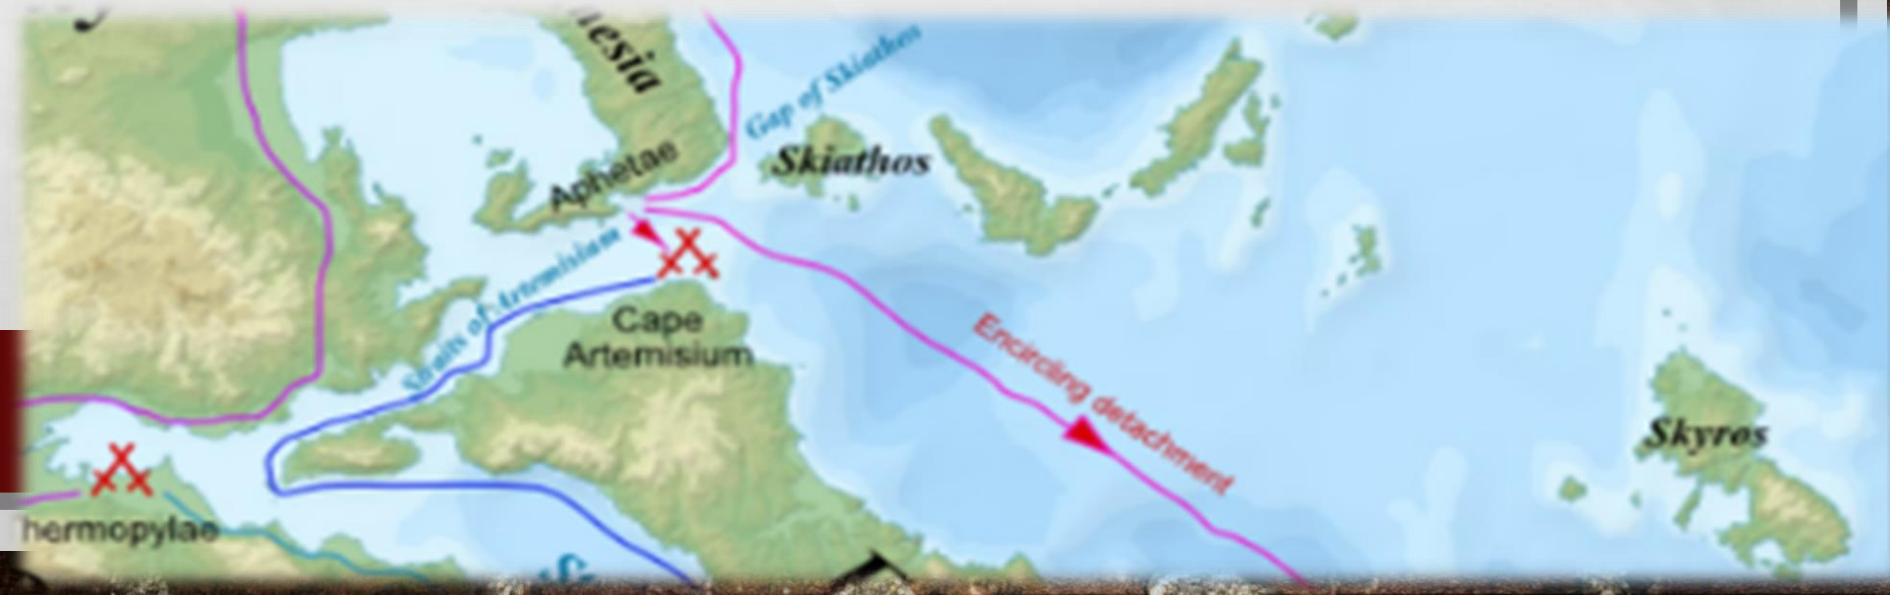 nesia
Gap of Skiathos
Aphetae
Skiathos
Straits of Artemisium
Cape
Artemisium
Encircling detachment
Skyros
hermopylae